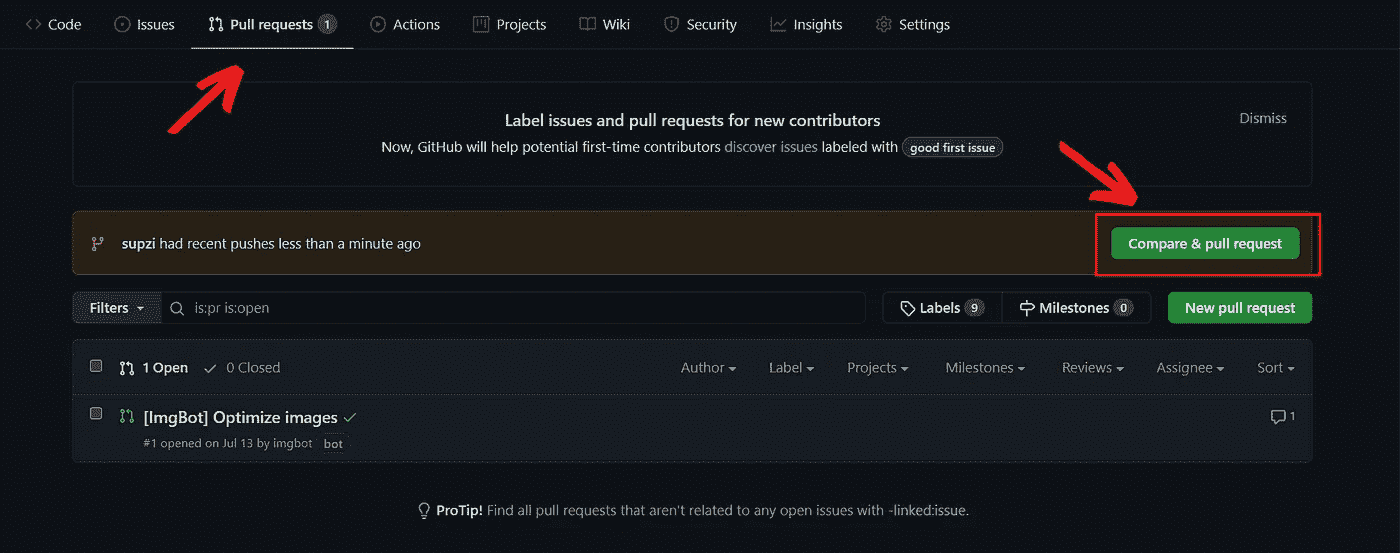 Code Issues Pull requests 1 Actions Projects Wiki Security Insights Settings
Label issues and pull requests for new contributors
Dismiss
Now, GitHub will help potential first-time contributors discover issues labeled with good first issue
supzi had recent pushes less than a minute ago
Compare & pull request
Filters is:pr is:open Labels 9 Milestones 0 New pull request
1 Open 0 Closed Author Label Projects Milestones Reviews Assignee Sort
[ImgBot] Optimize images 1
#1 opened on Jul 13 by imgbot bot
ProTip! Find all pull requests that aren't related to any open issues with -linked:issue.